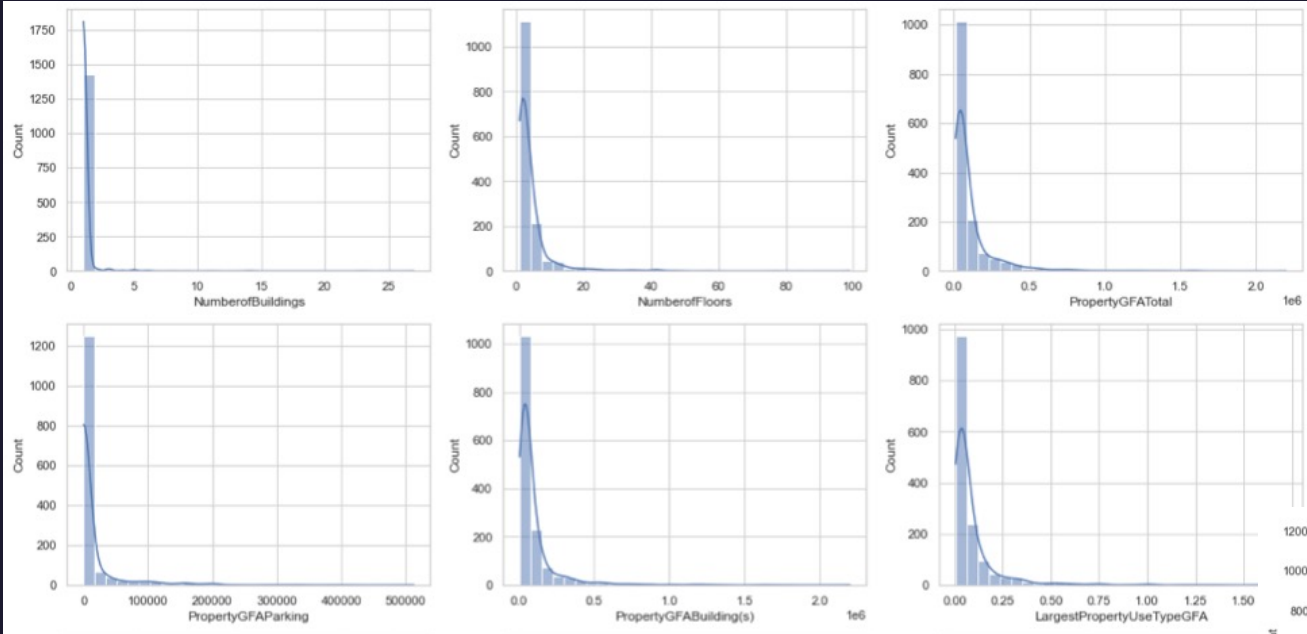 1750
1500
1250
1000
750
500
250
0
Count
0 5 10 15 20 25
NumberofBuildings
1000
800
600
400
200
0
Count
0 20 40 60 80 100
NumberofFloors
1000
800
600
400
200
0
Count
0.0 0.5 1.0 1.5 2.0
1e6
PropertyGFATotal
1200
1000
800
600
400
200
0
Count
0 100000 200000 300000 400000 500000
PropertyGFAParking
1000
800
600
400
200
0
Count
0.0 0.5 1.0 1.5 2.0
1e6
PropertyGFABuilding(s)
1000
800
600
400
200
0
Count
0.00 0.25 0.50 0.75 1.00 1.25 1.50
LargestPropertyUseTypeGFA
1200
1000
800